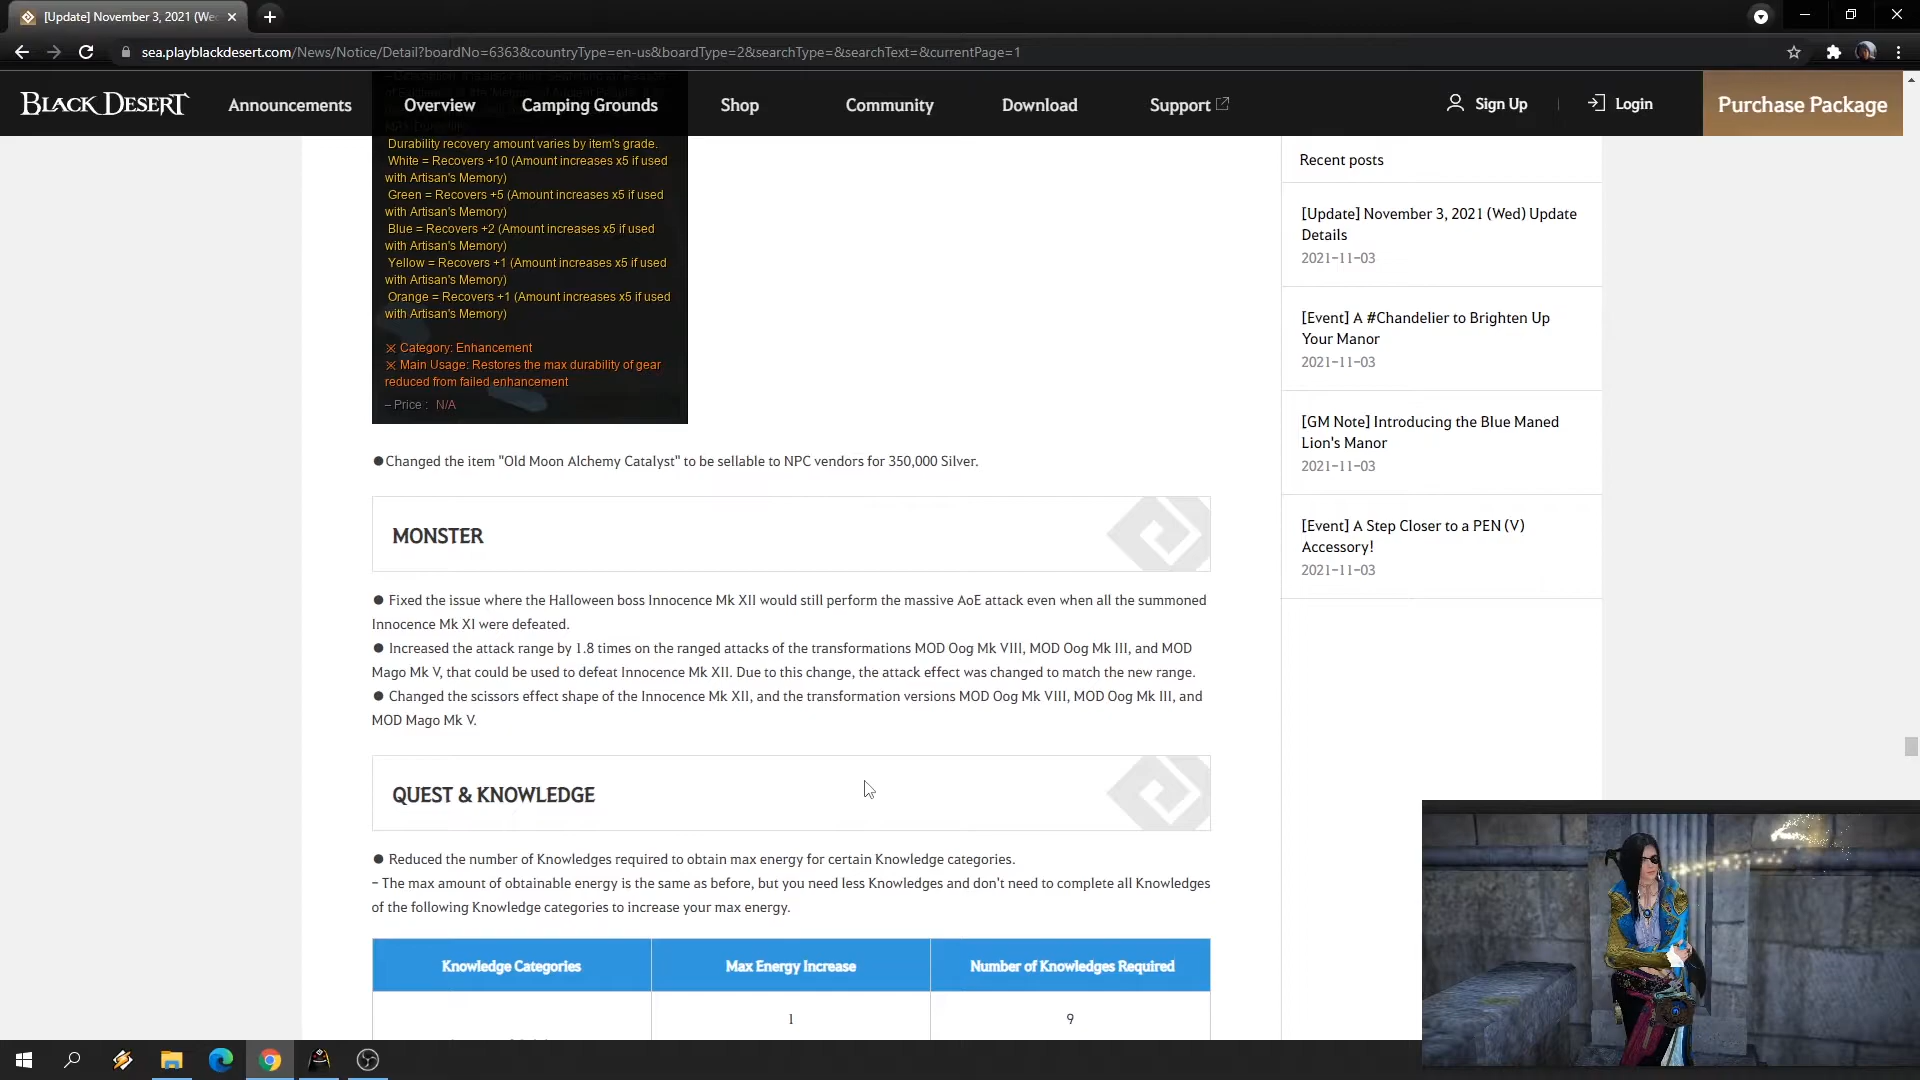 [Update] November 3, 2021 (We
sea.playblackdesert.com/News/Notice/Detail?boardNo=6363&countryType=en-us&boardType=2&searchType=&searchText=&currentPage=1
BLACK DESERT Announcements Overview Camping Grounds Shop Community Download Support Sign Up Login Purchase Package
Durability recovery amount varies by item's grade.
White = Recovers +10 (Amount increases x5 if used
with Artisan's Memory)
Green = Recovers +5 (Amount increases x5 if used
with Artisan's Memory)
Blue = Recovers +2 (Amount increases x5 if used
with Artisan's Memory)
Yellow = Recovers +1 (Amount increases x5 if used
with Artisan's Memory)
Orange = Recovers +1 (Amount increases x5 if used
with Artisan's Memory)
※ Category: Enhancement
※ Main Usage: Restores the max durability of gear
reduced from failed enhancement
– Price : N/A
●Changed the item "Old Moon Alchemy Catalyst" to be sellable to NPC vendors for 350,000 Silver.
MONSTER
● Fixed the issue where the Halloween boss Innocence Mk XII would still perform the massive AoE attack even when all the summoned
Innocence Mk XI were defeated.
● Increased the attack range by 1.8 times on the ranged attacks of the transformations MOD Oog Mk VIII, MOD Oog Mk III, and MOD
Mago Mk V, that could be used to defeat Innocence Mk XII. Due to this change, the attack effect was changed to match the new range.
● Changed the scissors effect shape of the Innocence Mk XII, and the transformation versions MOD Oog Mk VIII, MOD Oog Mk III, and
MOD Mago Mk V.
QUEST & KNOWLEDGE
● Reduced the number of Knowledges required to obtain max energy for certain Knowledge categories.
– The max amount of obtainable energy is the same as before, but you need less Knowledges and don't need to complete all Knowledges
of the following Knowledge categories to increase your max energy.
Knowledge Categories Max Energy Increase Number of Knowledges Required
1 9
Recent posts
[Update] November 3, 2021 (Wed) Update
Details
2021-11-03
[Event] A #Chandelier to Brighten Up
Your Manor
2021-11-03
[GM Note] Introducing the Blue Maned
Lion's Manor
2021-11-03
[Event] A Step Closer to a PEN (V)
Accessory!
2021-11-03